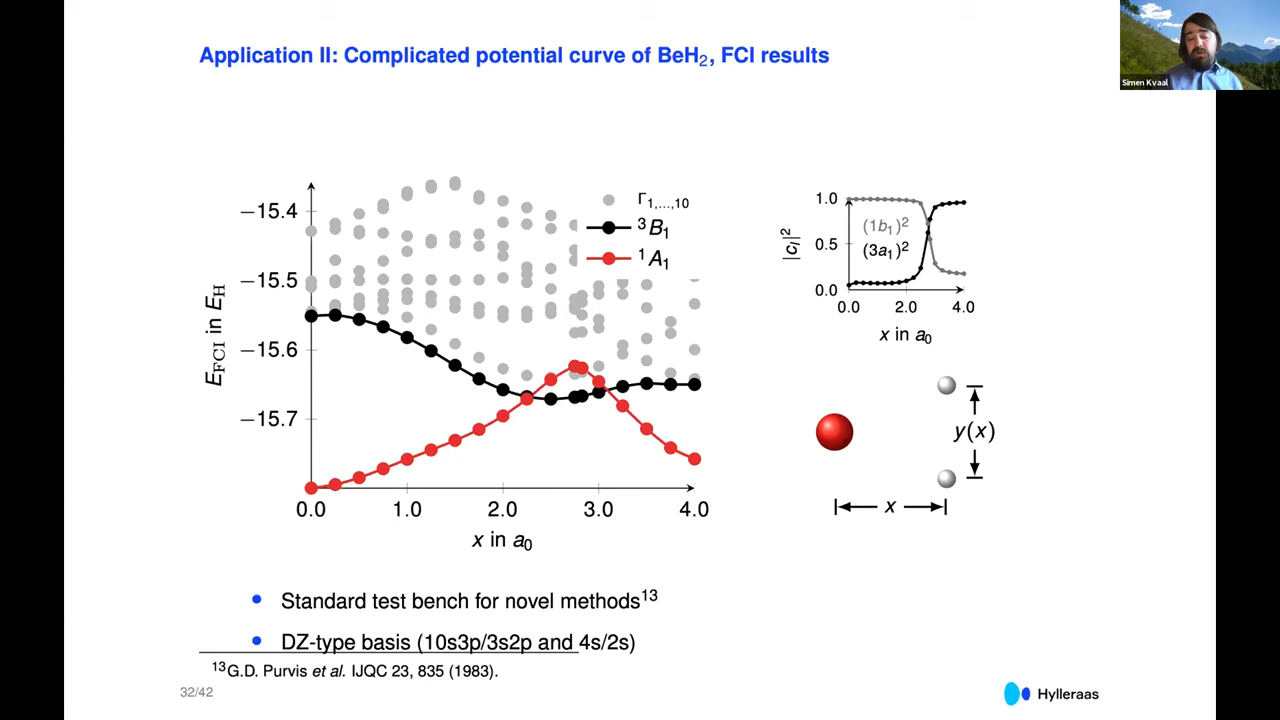 Application II: Complicated potential curve of BeH₂, FCI results
Simen Kvaal
−15.4
−15.5
−15.6
−15.7
E_FCI in E_H
0.0 1.0 2.0 3.0 4.0
x in a₀
Γ₁,...,₁₀
³B₁
¹A₁
1.0
0.5
0.0
|c_I|²
(1b₁)²
(3a₁)²
0.0 2.0 4.0
x in a₀
y(x)
x
Standard test bench for novel methods¹³
DZ-type basis (10s3p/3s2p and 4s/2s)
¹³G.D. Purvis et al. IJQC 23, 835 (1983).
32/42
Hylleraas